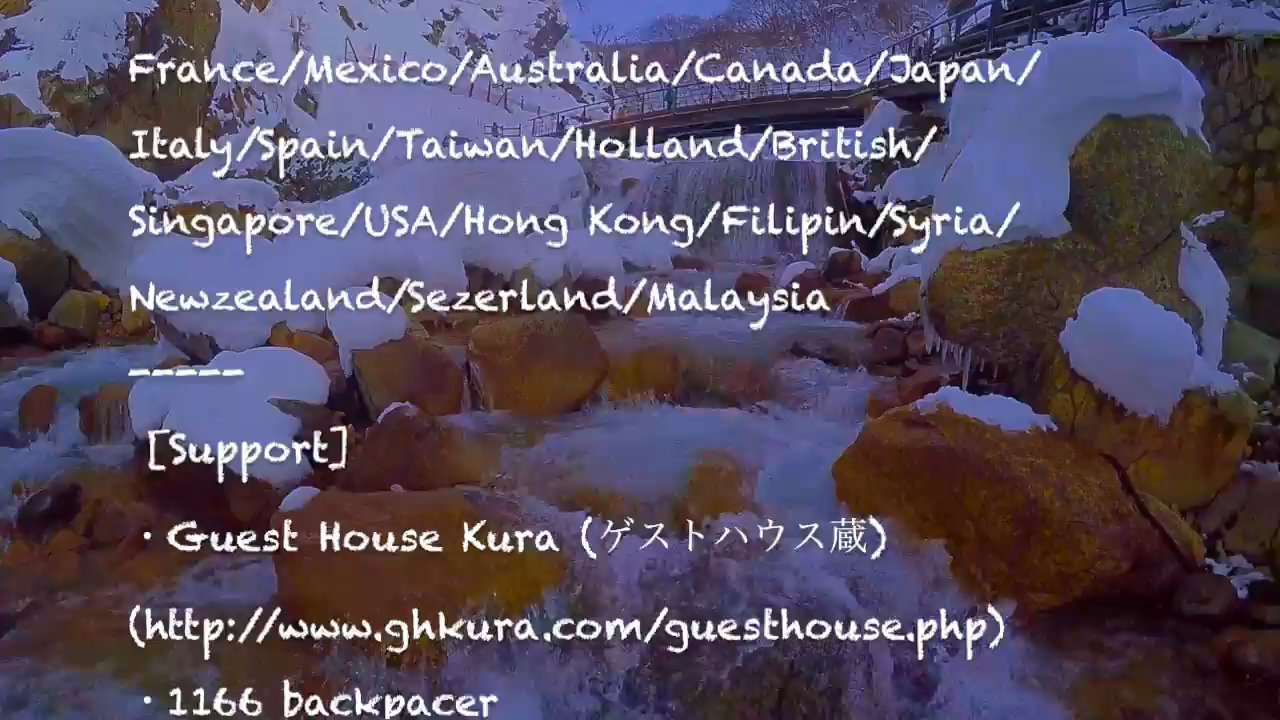 France/Mexico/Australia/Canada/Japan/
Italy/Spain/Taiwan/Holland/British/
Singapore/USA/Hong Kong/Filipin/Syria/
Newzealand/Sezerland/Malaysia
-----
[Support]
・Guest House Kura (ゲストハウス蔵)
(http://www.ghkura.com/guesthouse.php)
・1166 backpacer